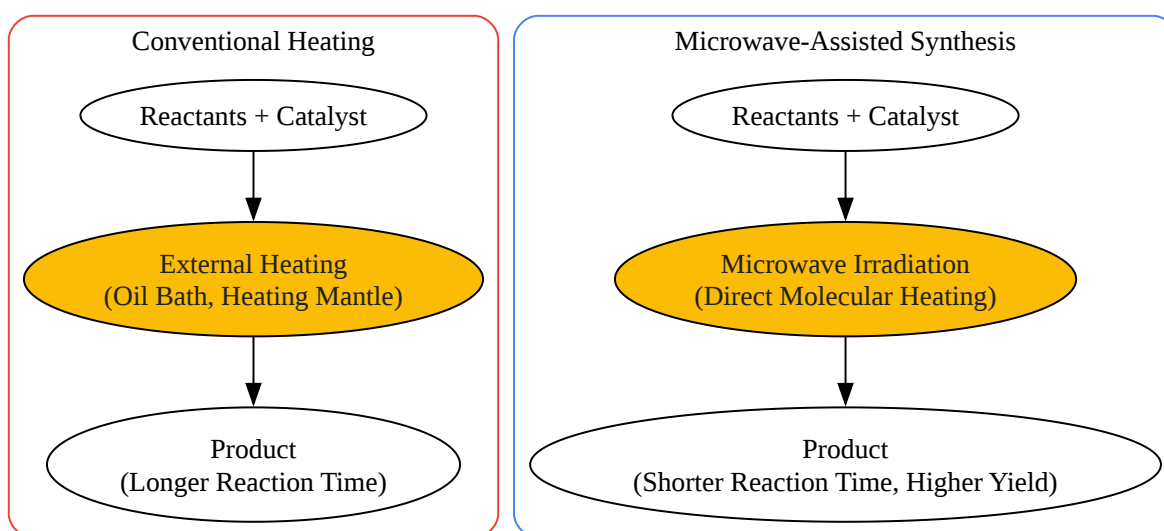 Conventional Heating
Reactants + Catalyst
External Heating
(Oil Bath, Heating Mantle)
Product
(Longer Reaction Time)
Microwave-Assisted Synthesis
Reactants + Catalyst
Microwave Irradiation
(Direct Molecular Heating)
Product
(Shorter Reaction Time, Higher Yield)